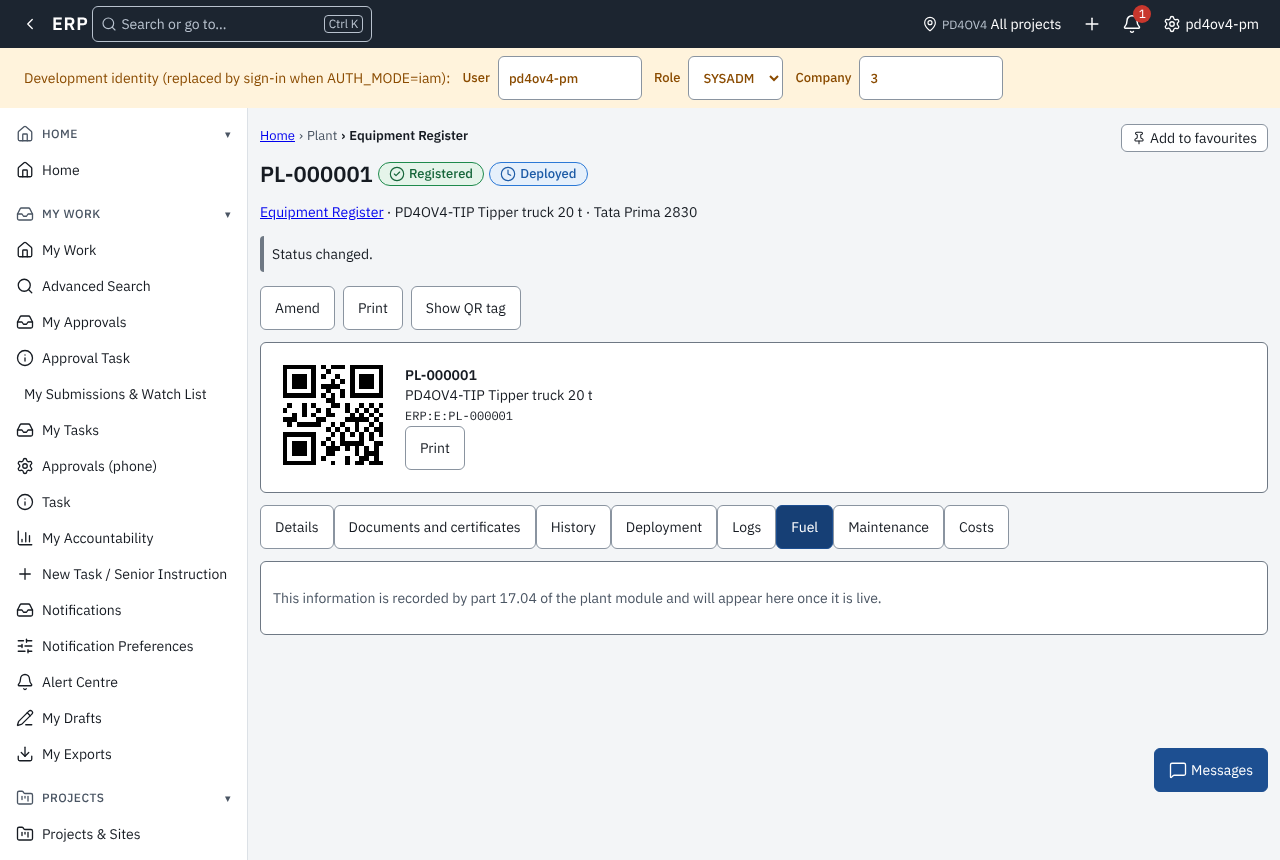 ERP
Search or go to...
Ctrl K
PD4OV4 All projects
1
pd4ov4-pm
Development identity (replaced by sign-in when AUTH_MODE=iam):
User
pd4ov4-pm
Role
SYSADM
Company
3
HOME
Home
MY WORK
My Work
Advanced Search
My Approvals
Approval Task
My Submissions & Watch List
My Tasks
Approvals (phone)
Task
My Accountability
New Task / Senior Instruction
Notifications
Notification Preferences
Alert Centre
My Drafts
My Exports
PROJECTS
Projects & Sites
Home › Plant › Equipment Register
Add to favourites
PL-000001
Registered
Deployed
Equipment Register · PD4OV4-TIP Tipper truck 20 t · Tata Prima 2830
Status changed.
Amend
Print
Show QR tag
PL-000001
PD4OV4-TIP Tipper truck 20 t
ERP:E:PL-000001
Print
Details
Documents and certificates
History
Deployment
Logs
Fuel
Maintenance
Costs
This information is recorded by part 17.04 of the plant module and will appear here once it is live.
Messages